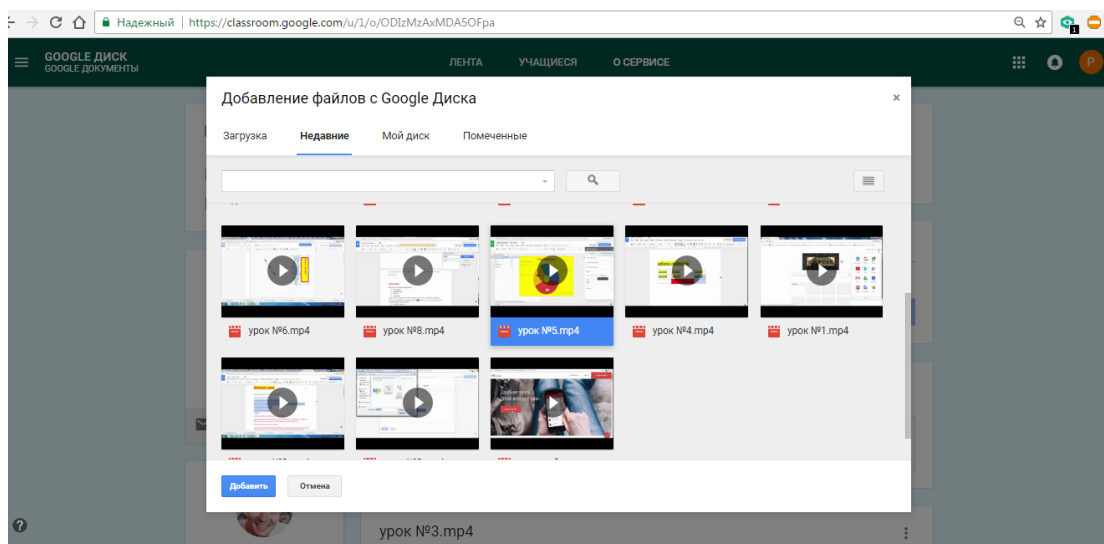 Надежный | https://classroom.google.com/u/1/o/ODIzMzAxMDA5OFpa
1
GOOGLE ДИСК
GOOGLE ДОКУМЕНТЫ
ЛЕНТА УЧАЩИЕСЯ О СЕРВИСЕ
P
Добавление файлов с Google Диска
×
Загрузка Недавние Мой диск Помеченные
урок №6.mp4 урок №8.mp4 урок №5.mp4 урок №4.mp4 урок №1.mp4
Добавить Отмена
?
урок №3.mp4